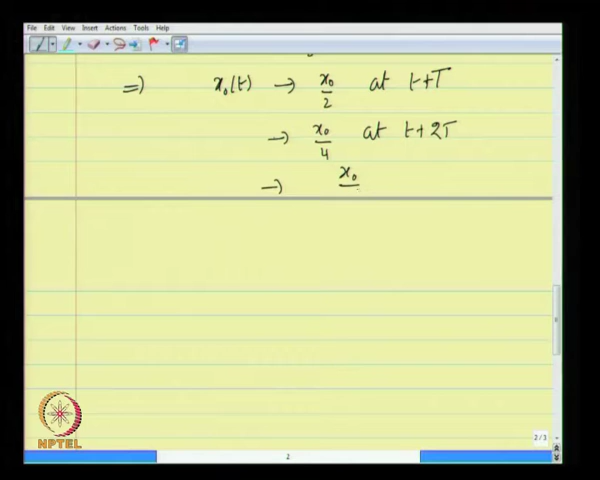 File Edit View Insert Actions Tools Help
⇒) x₀(t) → x₀/2 at t+T
→ x₀/4 at t+2T
→ x₀/
NPTEL
2/3
2